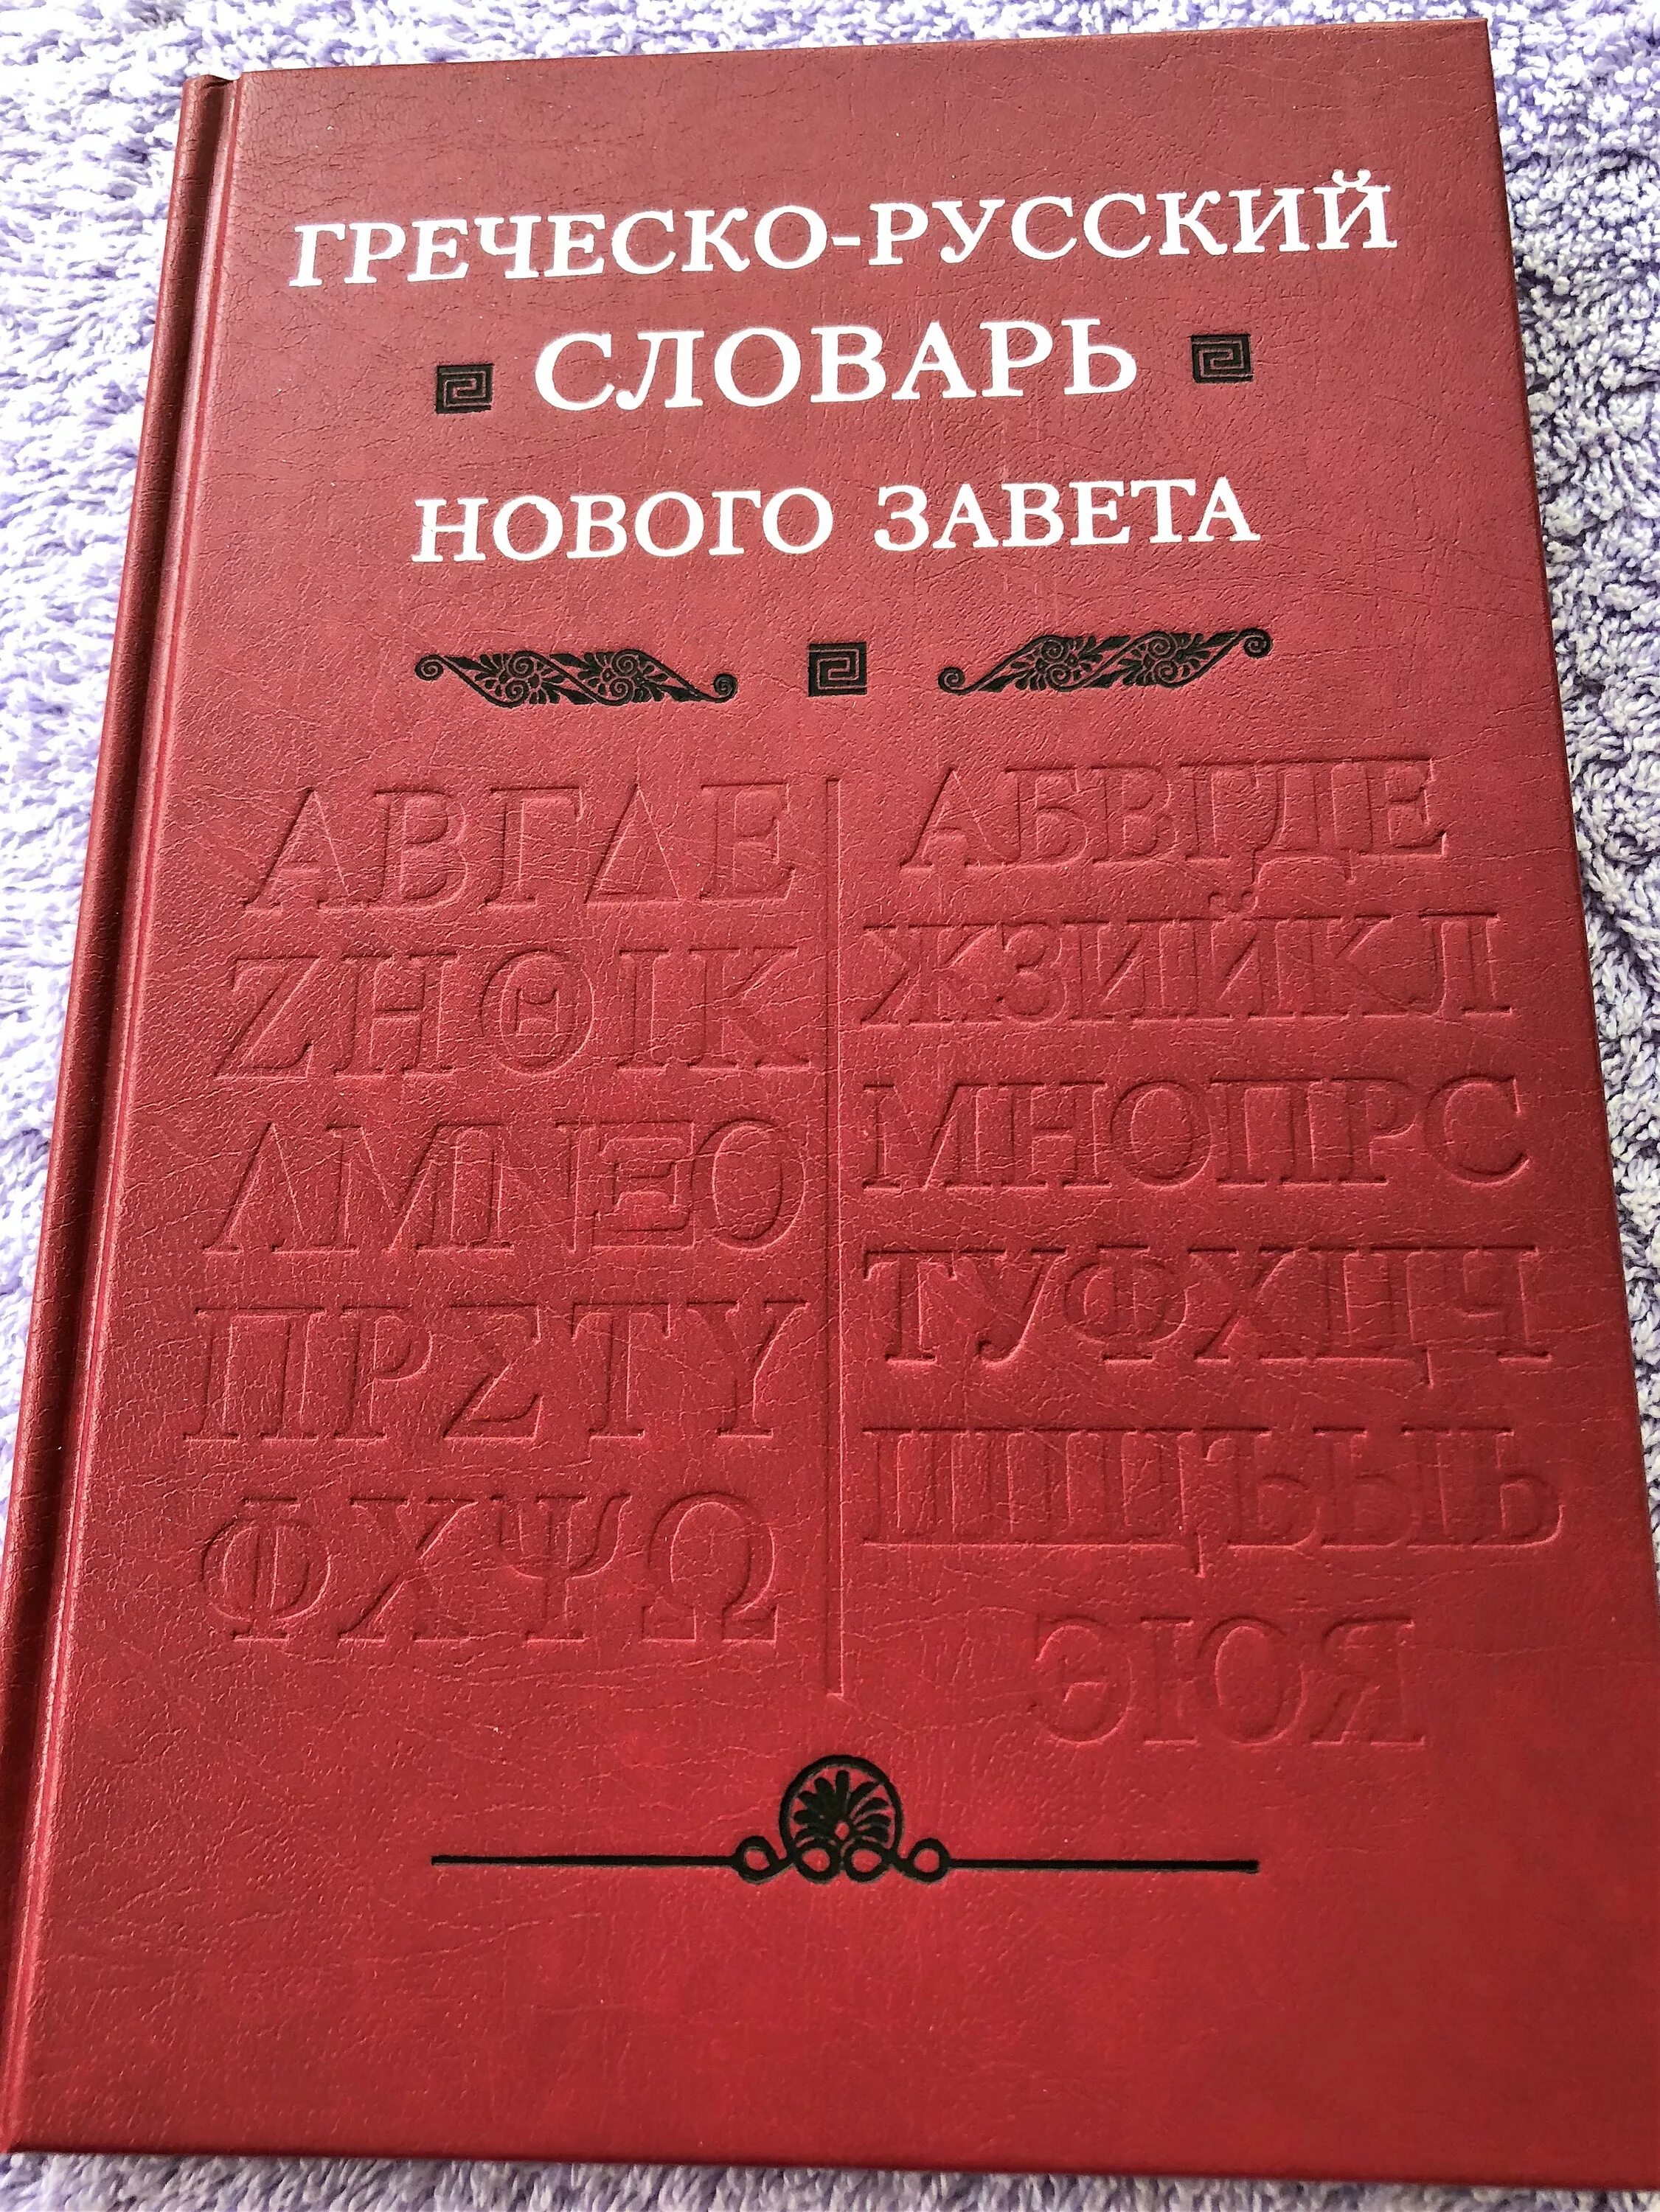 ГРЕЧЕСКО-РУССКИЙ
СЛОВАРЬ
НОВОГО ЗАВЕТА
ΑΒΓΔΕ
ΖΗΘΙΚ
ΛΜΝΞΟ
ΠΡΣΤΥ
ΦΧΨΩ
АБВГДЕ
ЖЗИЙКЛ
МНОПРС
ТУФХЦЧ
ШЩЪЫЬ
ЭЮЯ